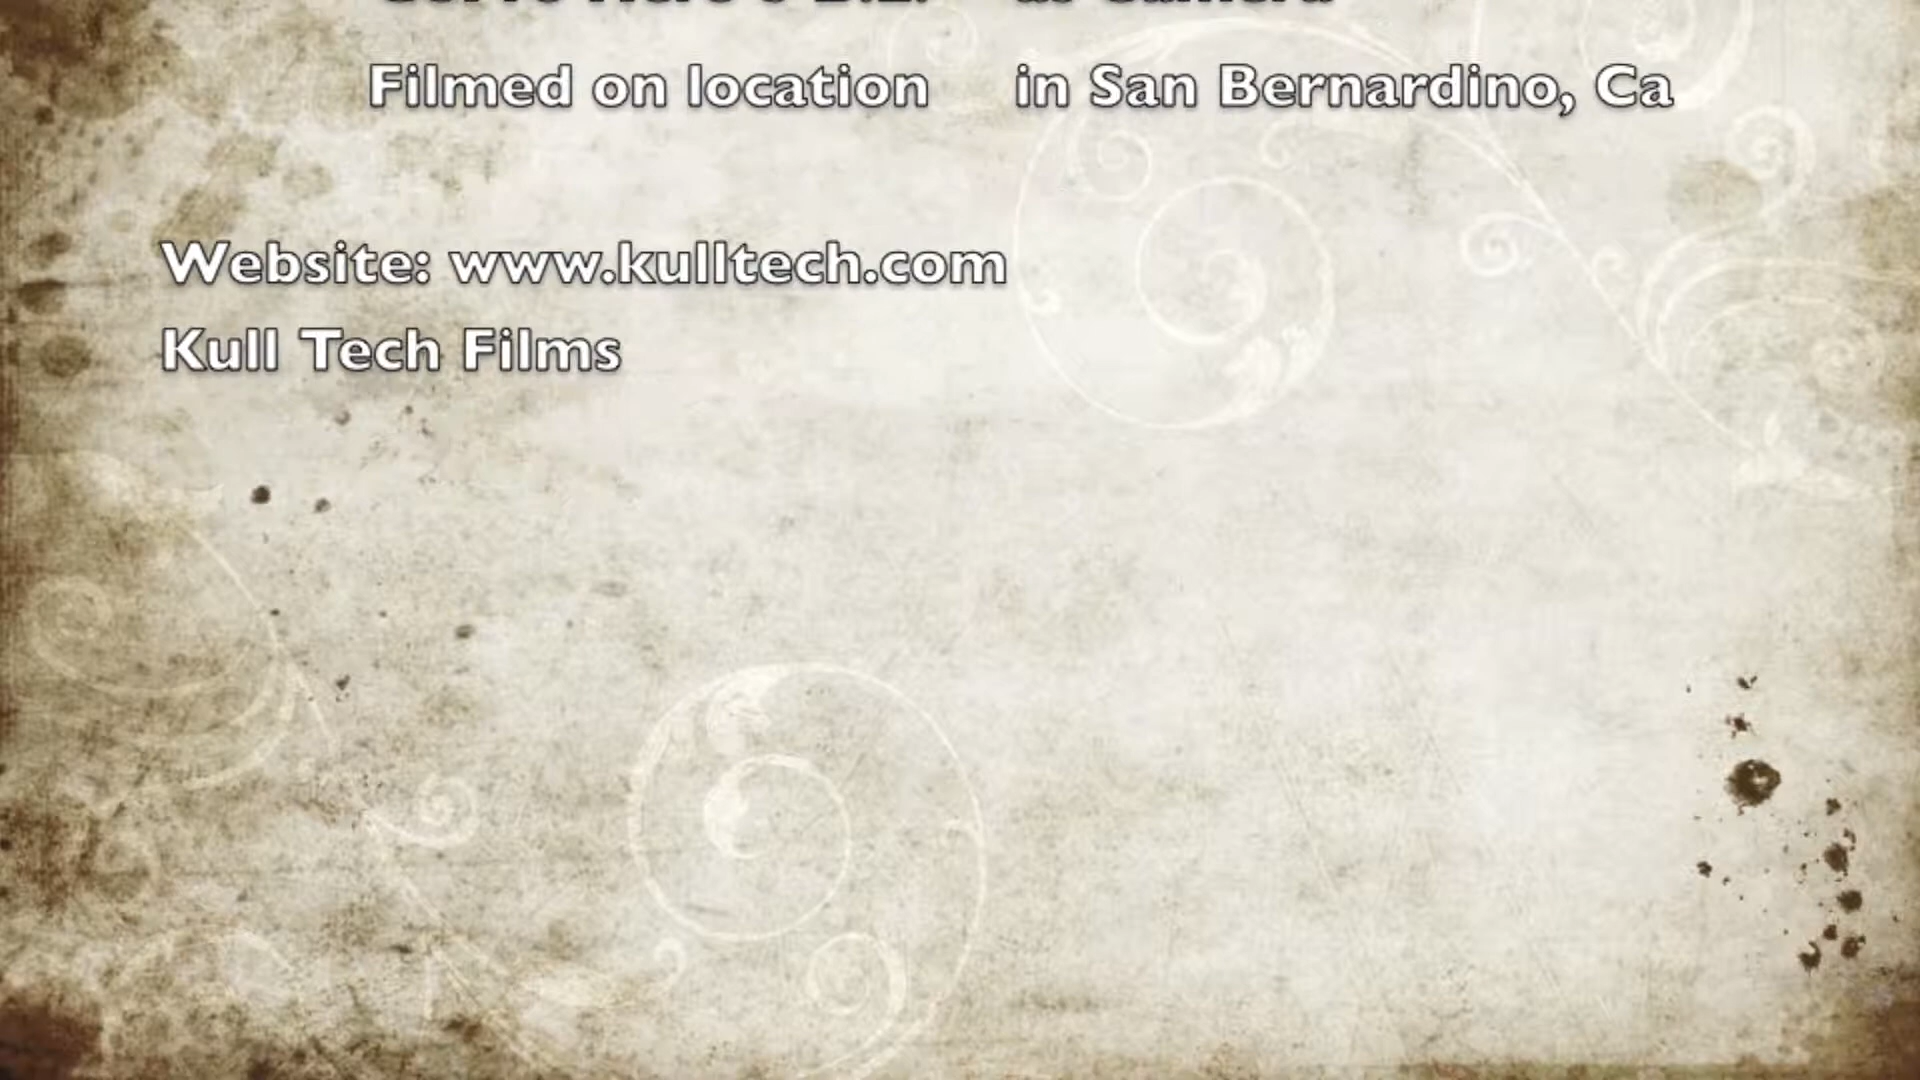 Filmed on location in San Bernardino, Ca
Website: www.kulltech.com
Kull Tech Films